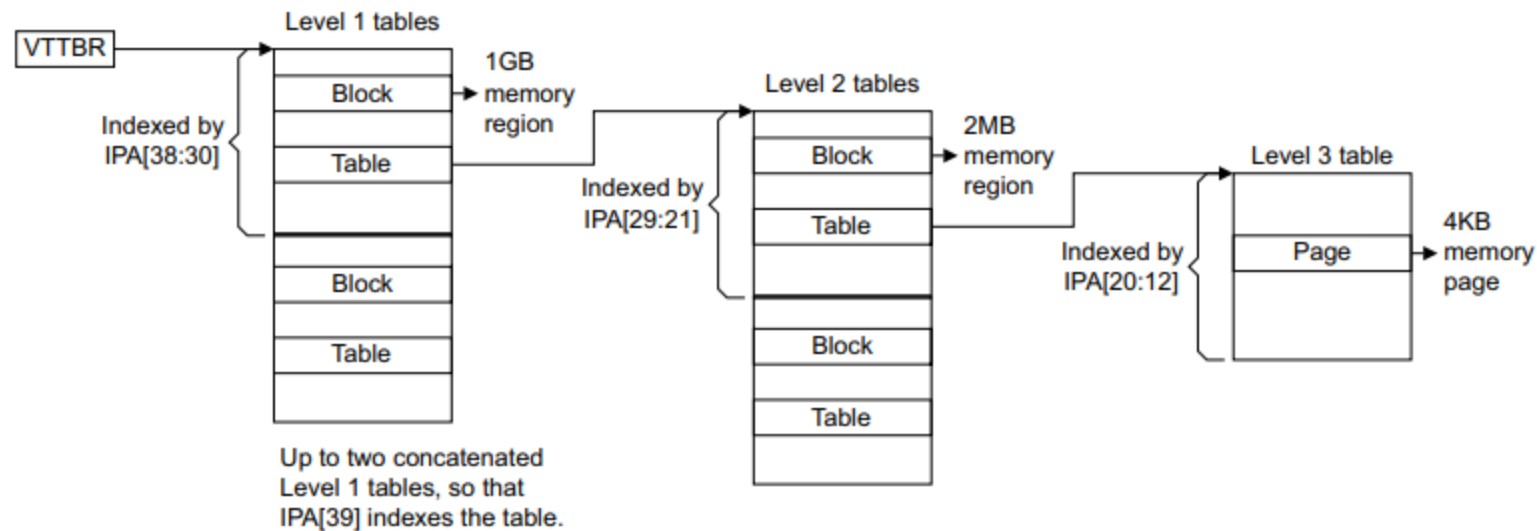 Level 1 tables
VTTBR
1GB
memory
region
Block
Indexed by
IPA[38:30]
Table
Block
Table
Up to two concatenated
Level 1 tables, so that
IPA[39] indexes the table.
Level 2 tables
2MB
memory
region
Block
Indexed by
IPA[29:21]
Table
Block
Table
Level 3 table
Indexed by
IPA[20:12]
Page
4KB
memory
page